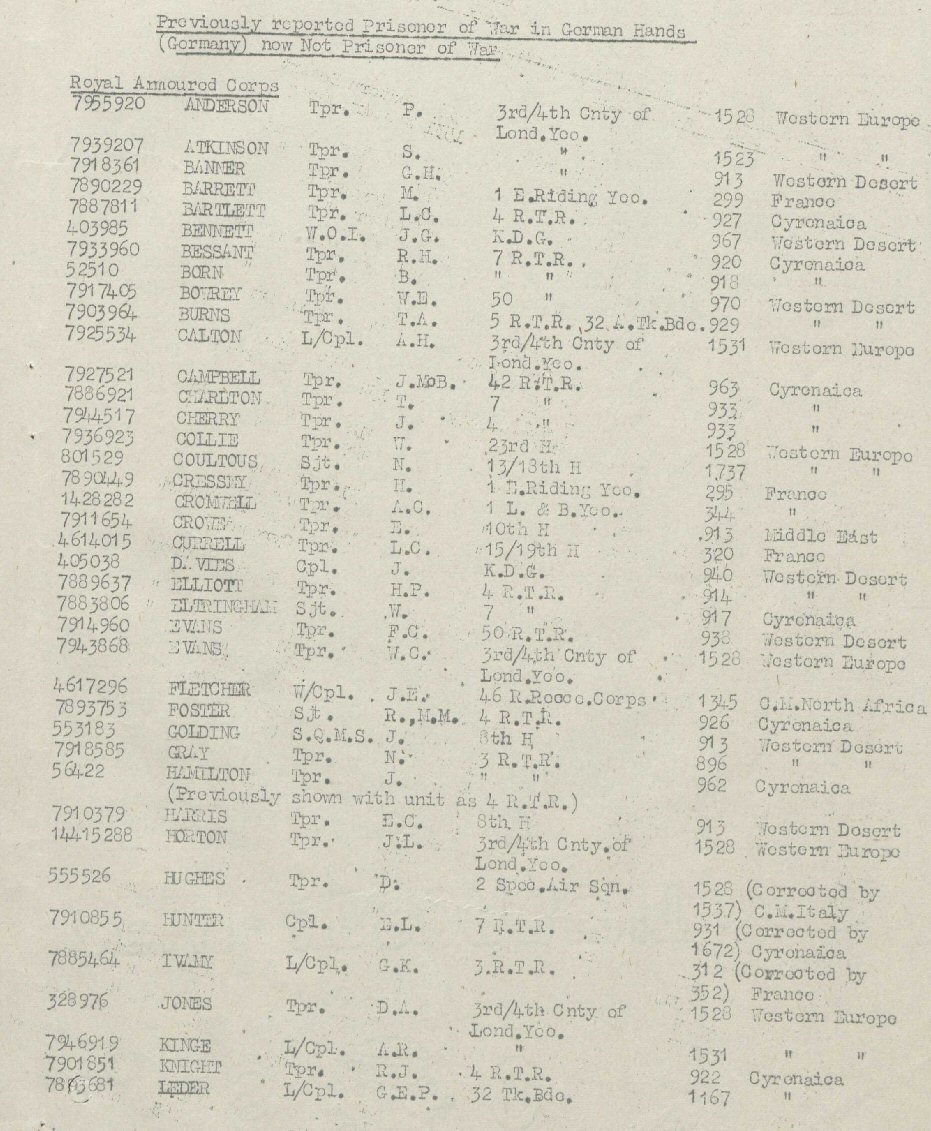 Previously reported Prisoner of War in German Hands
(Germany) now Not Prisoner of War
Royal Armoured Corps
7955920 ANDERSON Tpr. P. 3rd/4th Cnty of 1528 Western Europe
Lond.Yeo.
7939207 ATKINSON Tpr. S. " 1523 " "
7918361 BANNER Tpr. G.H. " 913 Western Desert
7890229 BARRETT Tpr. M. 1 E.Riding Yeo. 299 France
7887811 BARTLETT Tpr. L.C. 4 R.T.R. 927 Cyrenaica
403985 BENNETT W.O.I. J.G. K.D.G. 967 Western Desert
7933960 BESSANT Tpr. R.H. 7 R.T.R. 920 Cyrenaica
52510 BORN Tpr. B. " " 918 "
7917405 BOVREY Tpr. W.E. 50 " 970 Western Desert
7903964 BURNS Tpr. T.A. 5 R.T.R. 32 A.Tk.Bde. 929 " "
7925534 CALTON L/Cpl. A.H. 3rd/4th Cnty of 1531 Western Europe
Lond.Yeo.
7927521 CAMPBELL Tpr. J.McB. 42 R.T.R. 963 Cyrenaica
7886921 CHARLTON Tpr. T. 7 " 933 "
7944517 CHERRY Tpr. J. 4 " 933 "
7936923 COLLIE Tpr. W. 23rd H 1528 Western Europe
801529 COULTOUS Sjt. N. 13/18th H 1737 " "
7890449 CRESSEY Tpr. H. 1 E.Riding Yeo. 295 France
1428282 CROMWELL Tpr. A.C. 1 L. & B.Yeo. 344 "
7911654 CROWE Tpr. E. 10th H 913 Middle East
4614015 CURRELL Tpr. L.C. 15/19th H 320 France
405038 DAVIES Cpl. J. K.D.G. 940 Western Desert
7889637 ELLIOTT Tpr. H.P. 4 R.T.R. 914 " "
7883806 ELTRINGHAM Sjt. W. 7 " 917 Cyrenaica
7914960 EVANS Tpr. F.C. 50 R.T.R. 938 Western Desert
7943868 EVANS Tpr. W.C. 3rd/4th Cnty of 1528 Western Europe
Lond.Yeo.
4617296 FLETCHER W/Cpl. J.E. 46 R.Recce.Corps 1345 C.M.North Africa
7893753 FOSTER Sjt. R.,M.M. 4 R.T.R. 926 Cyrenaica
553183 GOLDING S.Q.M.S. J. 8th H 913 Western Desert
7918585 GRAY Tpr. N. 3 R.T.R. 896 " "
56422 HAMILTON Tpr. J. " " 962 Cyrenaica
(Previously shown with unit as 4 R.T.R.)
7910379 HARRIS Tpr. E.C. 8th H 913 Western Desert
14415288 HORTON Tpr. J.L. 3rd/4th Cnty.of 1528 Western Europe
Lond.Yeo.
555526 HUGHES Tpr. D. 2 Spec.Air Sqn. 1528 (Corrected by
1537) C.M.Italy
7910855 HUNTER Cpl. E.L. 7 R.T.R. 931 (Corrected by
1672) Cyrenaica
7885464 IVAMY L/Cpl. G.K. 3.R.T.R. 312 (Corrected by
352) France
328976 JONES Tpr. D.A. 3rd/4th Cnty of 1528 Western Europe
Lond.Yeo.
7946919 KINGE L/Cpl. A.R. " 1531 " "
7901851 KNIGHT Tpr. R.J. 4 R.T.R. 922 Cyrenaica
LEDER L/Cpl. G.E.P. 32 Tk.Bde. 1167 "